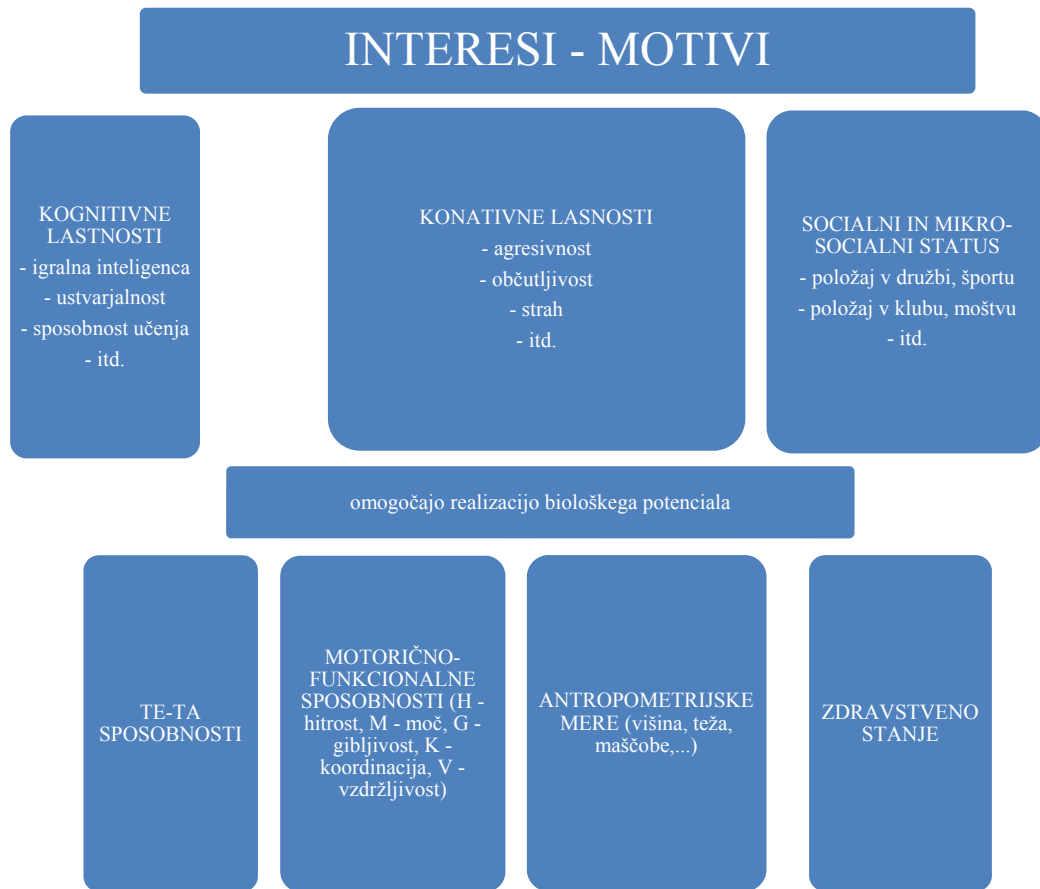 INTERESI - MOTIVI
KOGNITIVNE
LASTNOSTI
- igralna inteligenca
- ustvarjalnost
- sposobnost učenja
- itd.
KONATIVNE LASNOSTI
- agresivnost
- občutljivost
- strah
- itd.
SOCIALNI IN MIKRO-
SOCIALNI STATUS
- položaj v družbi, športu
- položaj v klubu, moštvu
- itd.
omogočajo realizacijo biološkega potenciala
TE-TA
SPOSOBNOSTI
MOTORIČNO-
FUNKCIONALNE
SPOSOBNOSTI (H -
hitrost, M - moč, G -
gibljivost, K -
koordinacija, V -
vzdržljivost)
ANTROPOMETRIJSKE
MERE (višina, teža,
maščobe,...)
ZDRAVSTVENO
STANJE